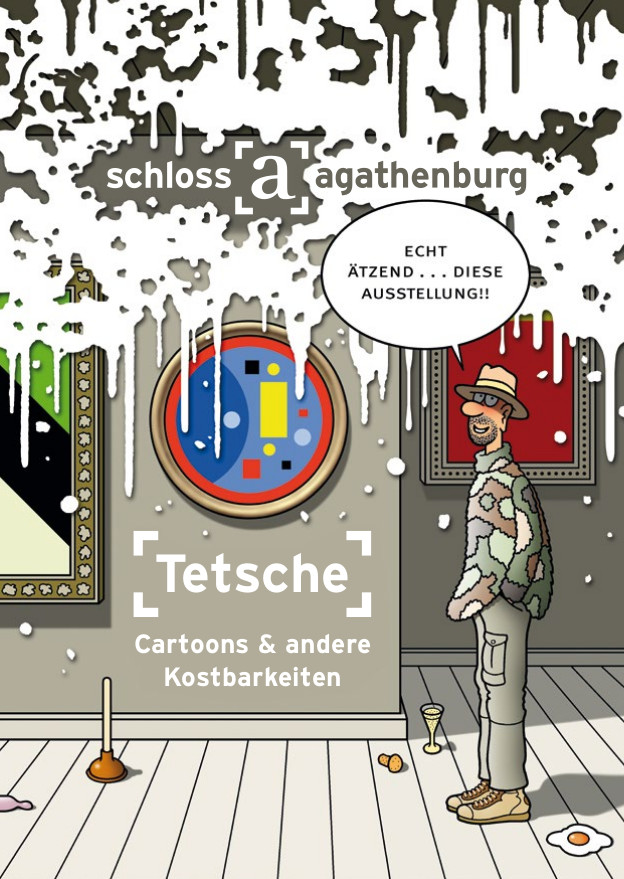 schloss a agathenburg
ECHT
ÄTZEND . . . DIESE
AUSSTELLUNG!!
Tetsche
Cartoons & andere
Kostbarkeiten